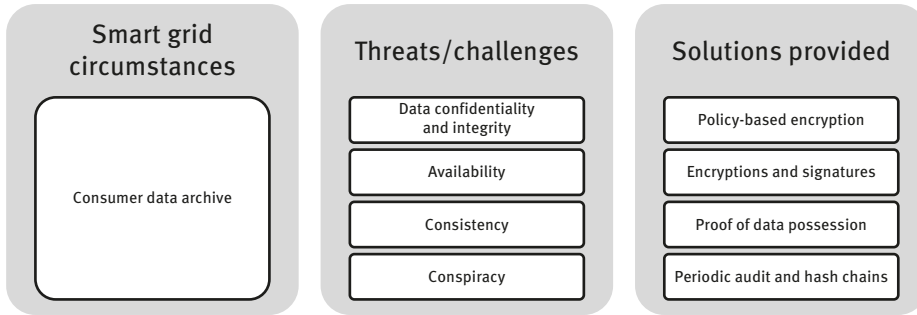 Smart grid
circumstances
Consumer data archive
Threats/challenges
Data confidentiality
and integrity
Availability
Consistency
Conspiracy
Solutions provided
Policy-based encryption
Encryptions and signatures
Proof of data possession
Periodic audit and hash chains